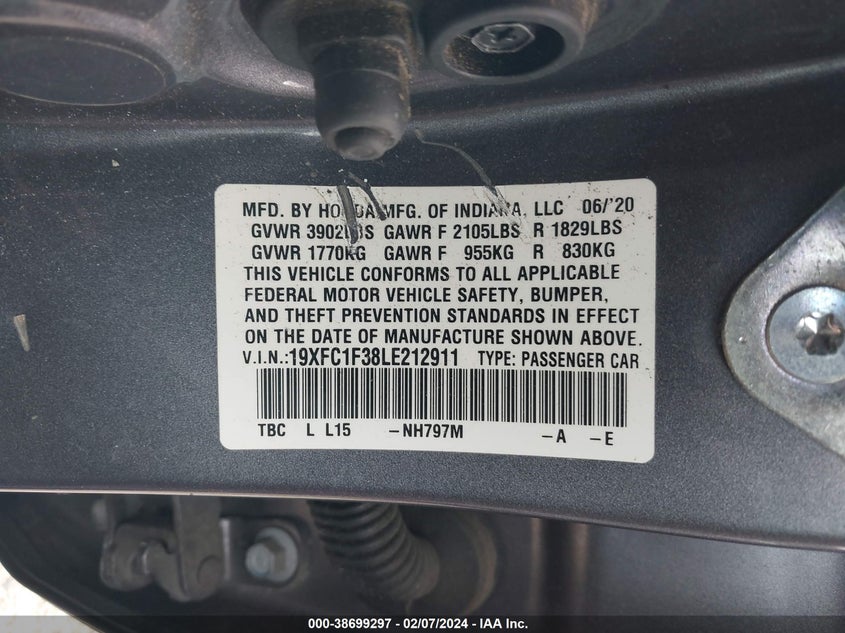 MFD. BY HONDA MFG. OF INDIANA, LLC 06/'20
GVWR 3902LBS GAWR F 2105LBS R 1829LBS
GVWR 1770KG GAWR F 955KG R 830KG
THIS VEHICLE CONFORMS TO ALL APPLICABLE
FEDERAL MOTOR VEHICLE SAFETY, BUMPER,
AND THEFT PREVENTION STANDARDS IN EFFECT
ON THE DATE OF MANUFACTURE SHOWN ABOVE.
V.I.N.:19XFC1F38LE212911 TYPE: PASSENGER CAR
TBC L L15 -NH797M -A -E
000-38699297 - 02/07/2024 - IAA Inc.